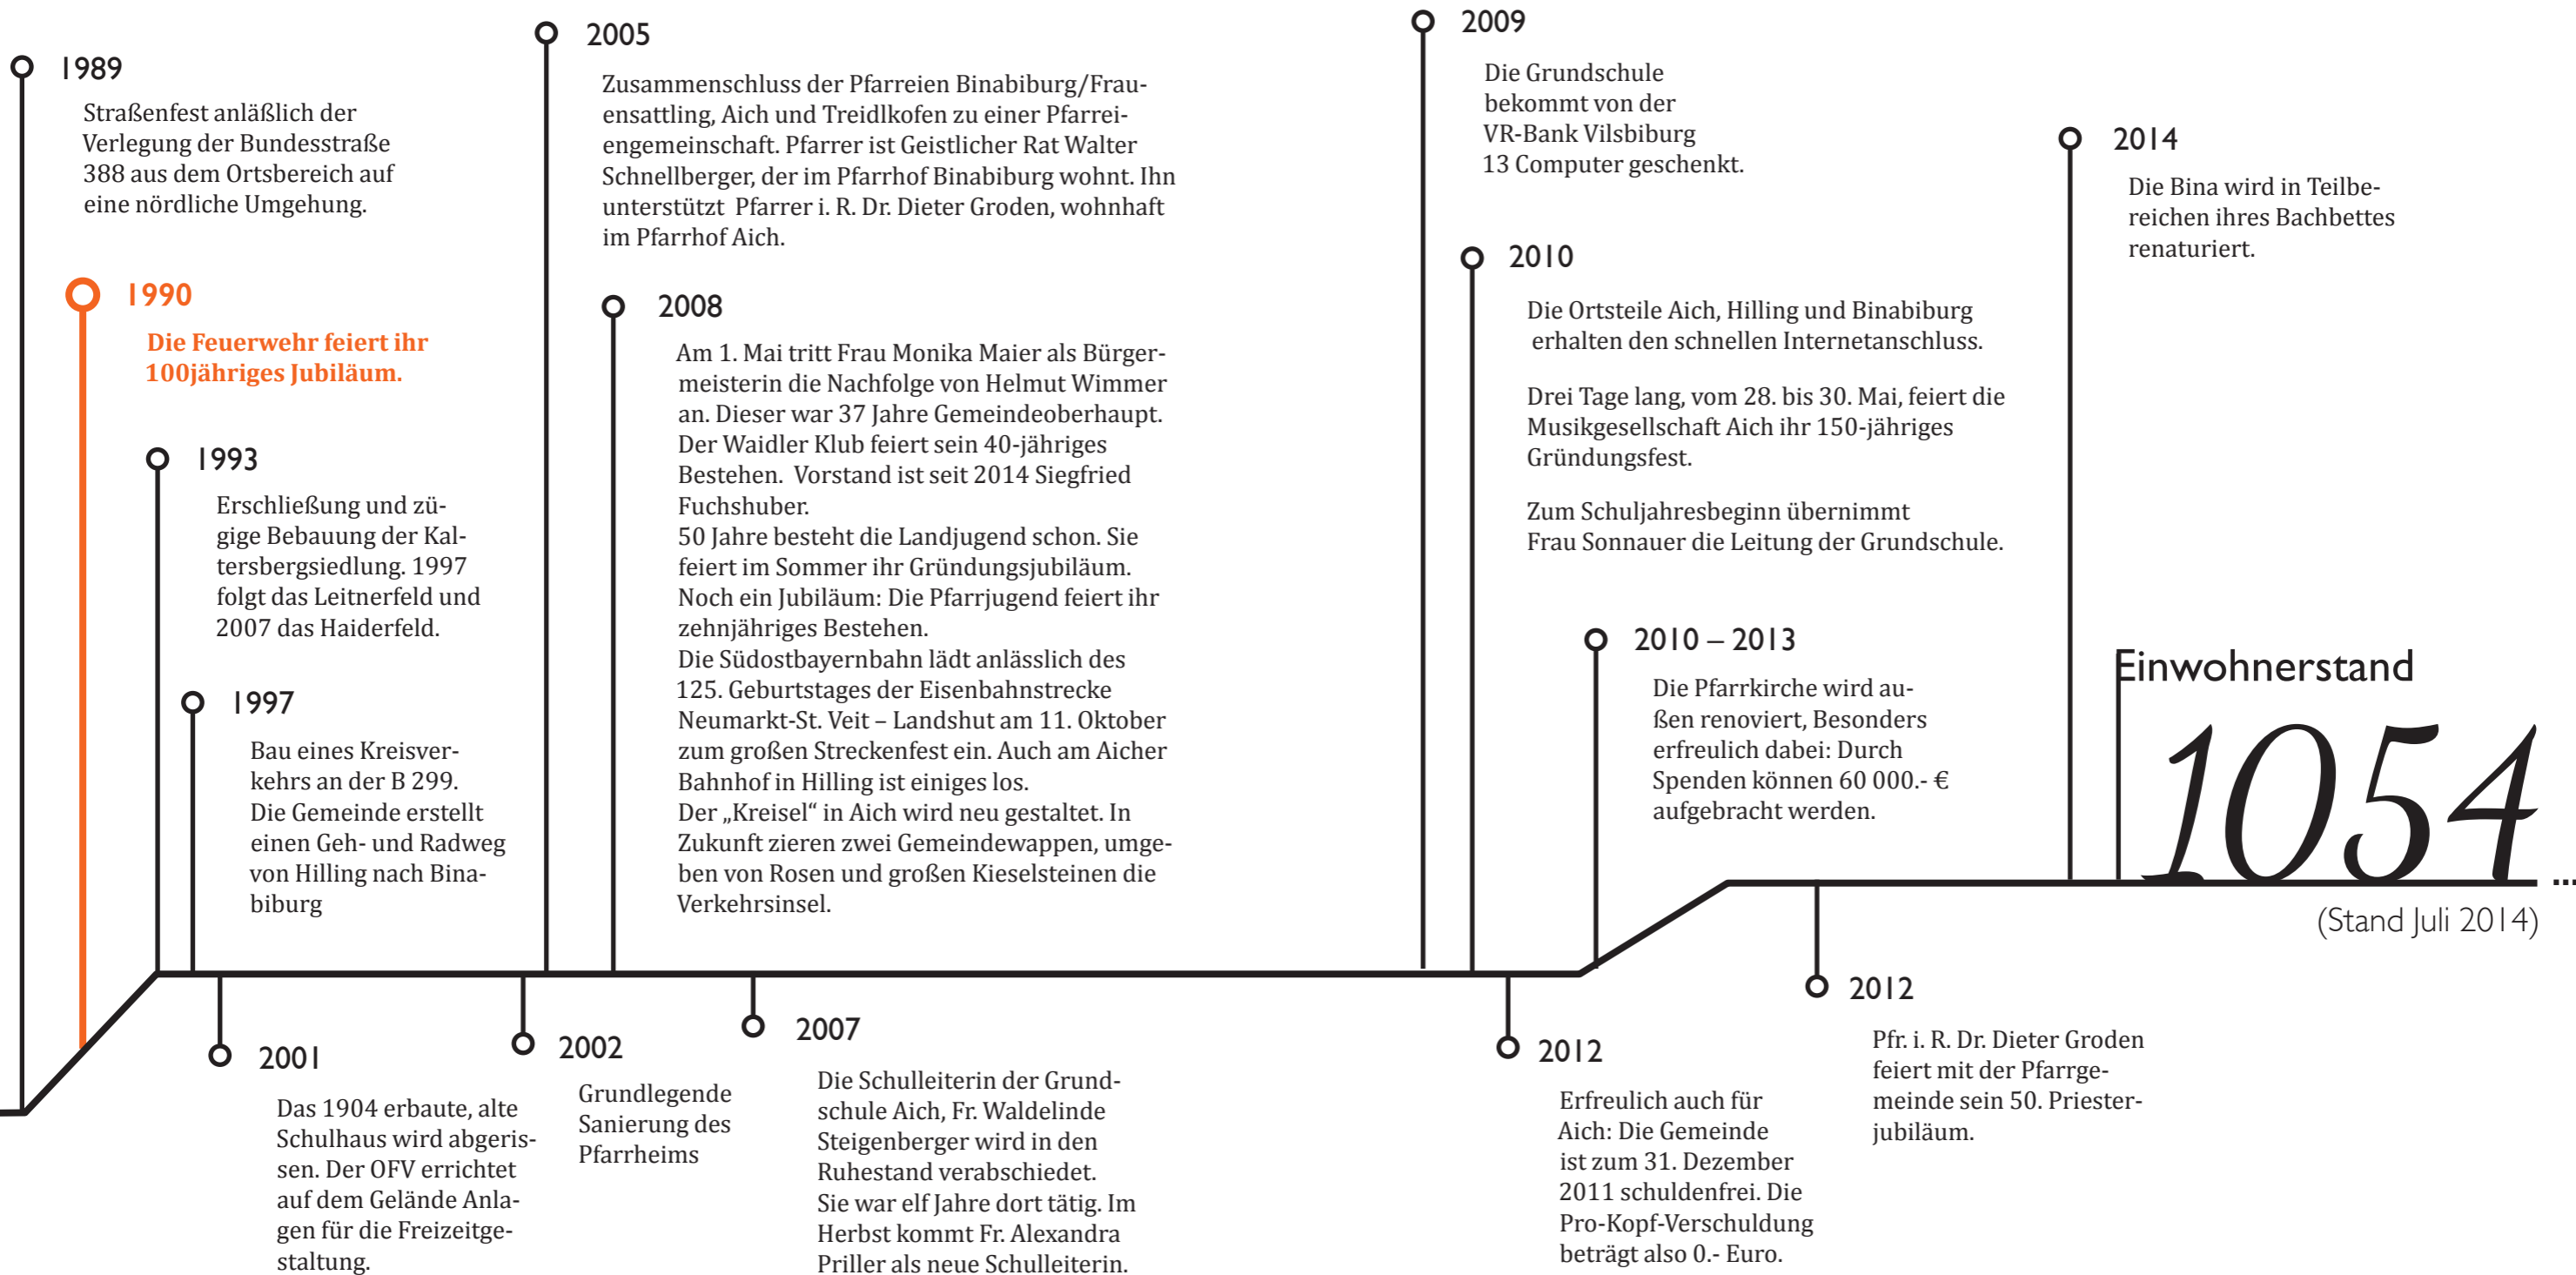 1989
Straßenfest anläßlich der
Verlegung der Bundesstraße
388 aus dem Ortsbereich auf
eine nördliche Umgehung.
1990
Die Feuerwehr feiert ihr
100jähriges Jubiläum.
1993
Erschließung und zü-
gige Bebauung der Kal-
tersbergsiedlung. 1997
folgt das Leitnerfeld und
2007 das Haiderfeld.
1997
Bau eines Kreisver-
kehrs an der B 299.
Die Gemeinde erstellt
einen Geh- und Radweg
von Hilling nach Bina-
biburg
2001
Das 1904 erbaute, alte
Schulhaus wird abgeris-
sen. Der OFV errichtet
auf dem Gelände Anla-
gen für die Freizeitge-
staltung.
2002
Grundlegende
Sanierung des
Pfarrheims
2005
Zusammenschluss der Pfarreien Binabiburg/Frau-
ensattling, Aich und Treidlkofen zu einer Pfarrei-
engemeinschaft. Pfarrer ist Geistlicher Rat Walter
Schnellberger, der im Pfarrhof Binabiburg wohnt. Ihn
unterstützt Pfarrer i. R. Dr. Dieter Groden, wohnhaft
im Pfarrhof Aich.
2008
Am 1. Mai tritt Frau Monika Maier als Bürger-
meisterin die Nachfolge von Helmut Wimmer
an. Dieser war 37 Jahre Gemeindeoberhaupt.
Der Waidler Klub feiert sein 40-jähriges
Bestehen. Vorstand ist seit 2014 Siegfried
Fuchshuber.
50 Jahre besteht die Landjugend schon. Sie
feiert im Sommer ihr Gründungsjubiläum.
Noch ein Jubiläum: Die Pfarrjugend feiert ihr
zehnjähriges Bestehen.
Die Südostbayernbahn lädt anlässlich des
125. Geburtstages der Eisenbahnstrecke
Neumarkt-St. Veit – Landshut am 11. Oktober
zum großen Streckenfest ein. Auch am Aicher
Bahnhof in Hilling ist einiges los.
Der „Kreisel“ in Aich wird neu gestaltet. In
Zukunft zieren zwei Gemeindewappen, umge-
ben von Rosen und großen Kieselsteinen die
Verkehrsinsel.
2007
Die Schulleiterin der Grund-
schule Aich, Fr. Waldelinde
Steigenberger wird in den
Ruhestand verabschiedet.
Sie war elf Jahre dort tätig. Im
Herbst kommt Fr. Alexandra
Priller als neue Schulleiterin.
2009
Die Grundschule
bekommt von der
VR-Bank Vilsbiburg
13 Computer geschenkt.
2010
Die Ortsteile Aich, Hilling und Binabiburg
erhalten den schnellen Internetanschluss.
Drei Tage lang, vom 28. bis 30. Mai, feiert die
Musikgesellschaft Aich ihr 150-jähriges
Gründungsfest.
Zum Schuljahresbeginn übernimmt
Frau Sonnauer die Leitung der Grundschule.
2010 – 2013
Die Pfarrkirche wird au-
ßen renoviert, Besonders
erfreulich dabei: Durch
Spenden können 60 000.- €
aufgebracht werden.
2012
Erfreulich auch für
Aich: Die Gemeinde
ist zum 31. Dezember
2011 schuldenfrei. Die
Pro-Kopf-Verschuldung
beträgt also 0.- Euro.
2012
Pfr. i. R. Dr. Dieter Groden
feiert mit der Pfarrge-
meinde sein 50. Priester-
jubiläum.
2014
Die Bina wird in Teilbe-
reichen ihres Bachbettes
renaturiert.
Einwohnerstand
1054
...
(Stand Juli 2014)